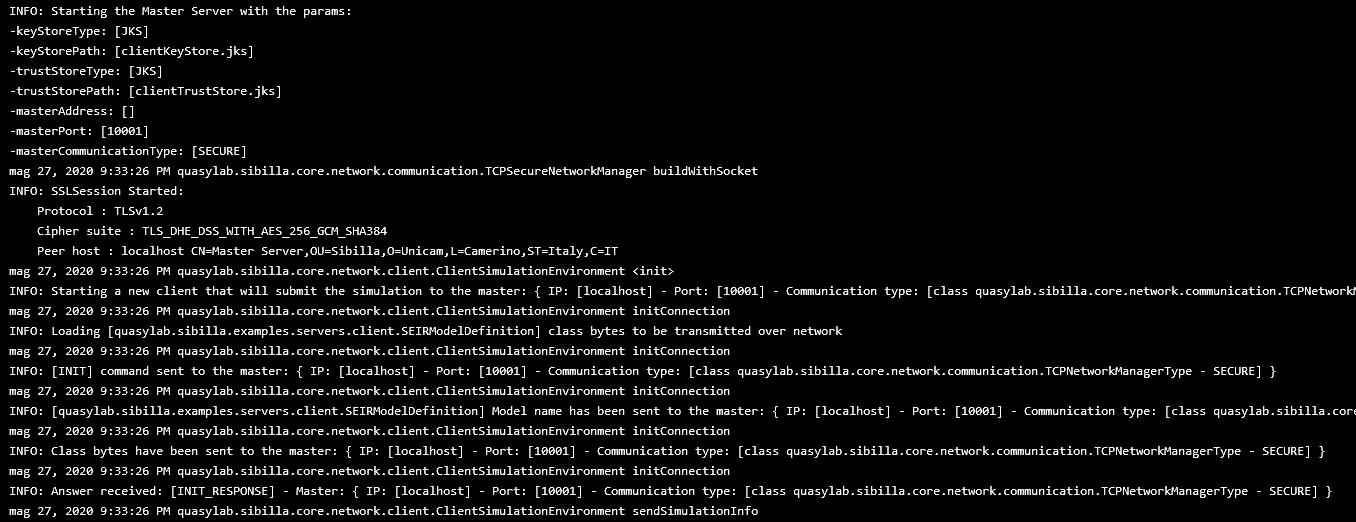 INFO: Starting the Master Server with the params:
-keyStoreType: [JKS]
-keyStorePath: [clientKeyStore.jks]
-trustStoreType: [JKS]
-trustStorePath: [clientTrustStore.jks]
-masterAddress: []
-masterPort: [10001]
-masterCommunicationType: [SECURE]
mag 27, 2020 9:33:26 PM quasylab.sibilla.core.network.communication.TCPSecureNetworkManager buildWithSocket
INFO: SSLSession Started:
    Protocol : TLSv1.2
    Cipher suite : TLS_DHE_DSS_WITH_AES_256_GCM_SHA384
    Peer host : localhost CN=Master Server,OU=Sibilla,O=Unicam,L=Camerino,ST=Italy,C=IT
mag 27, 2020 9:33:26 PM quasylab.sibilla.core.network.client.ClientSimulationEnvironment <init>
INFO: Starting a new client that will submit the simulation to the master: { IP: [localhost] - Port: [10001] - Communication type: [class quasylab.sibilla.core.network.communication.TCPNetworkM
mag 27, 2020 9:33:26 PM quasylab.sibilla.core.network.client.ClientSimulationEnvironment initConnection
INFO: Loading [quasylab.sibilla.examples.servers.client.SEIRModelDefinition] class bytes to be transmitted over network
mag 27, 2020 9:33:26 PM quasylab.sibilla.core.network.client.ClientSimulationEnvironment initConnection
INFO: [INIT] command sent to the master: { IP: [localhost] - Port: [10001] - Communication type: [class quasylab.sibilla.core.network.communication.TCPNetworkManagerType - SECURE] }
mag 27, 2020 9:33:26 PM quasylab.sibilla.core.network.client.ClientSimulationEnvironment initConnection
INFO: [quasylab.sibilla.examples.servers.client.SEIRModelDefinition] Model name has been sent to the master: { IP: [localhost] - Port: [10001] - Communication type: [class quasylab.sibilla.core
mag 27, 2020 9:33:26 PM quasylab.sibilla.core.network.client.ClientSimulationEnvironment initConnection
INFO: Class bytes have been sent to the master: { IP: [localhost] - Port: [10001] - Communication type: [class quasylab.sibilla.core.network.communication.TCPNetworkManagerType - SECURE] }
mag 27, 2020 9:33:26 PM quasylab.sibilla.core.network.client.ClientSimulationEnvironment initConnection
INFO: Answer received: [INIT_RESPONSE] - Master: { IP: [localhost] - Port: [10001] - Communication type: [class quasylab.sibilla.core.network.communication.TCPNetworkManagerType - SECURE] }
mag 27, 2020 9:33:26 PM quasylab.sibilla.core.network.client.ClientSimulationEnvironment sendSimulationInfo